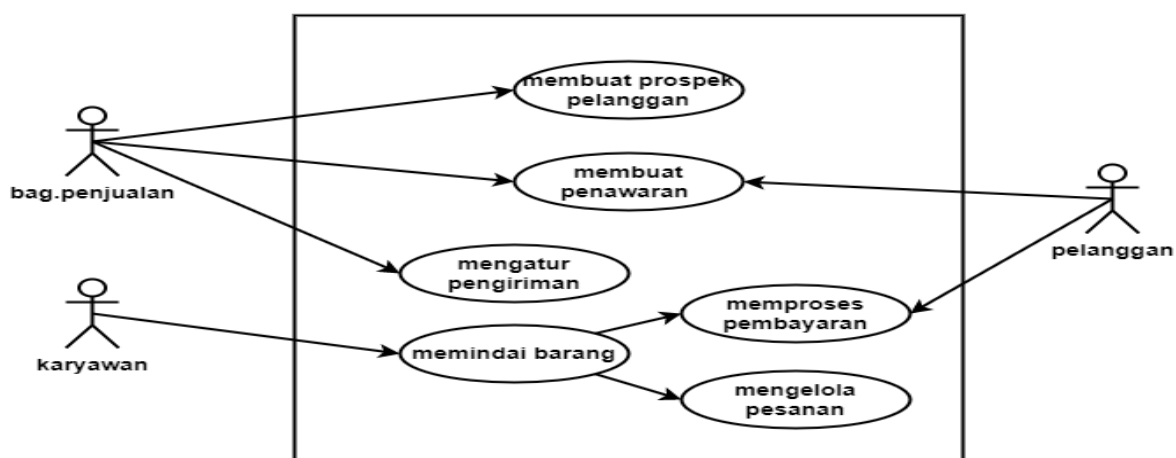 membuat prospek
pelanggan
bag.penjualan
membuat
penawaran
pelanggan
mengatur
pengiriman
karyawan
memindai barang
memproses
pembayaran
mengelola
pesanan